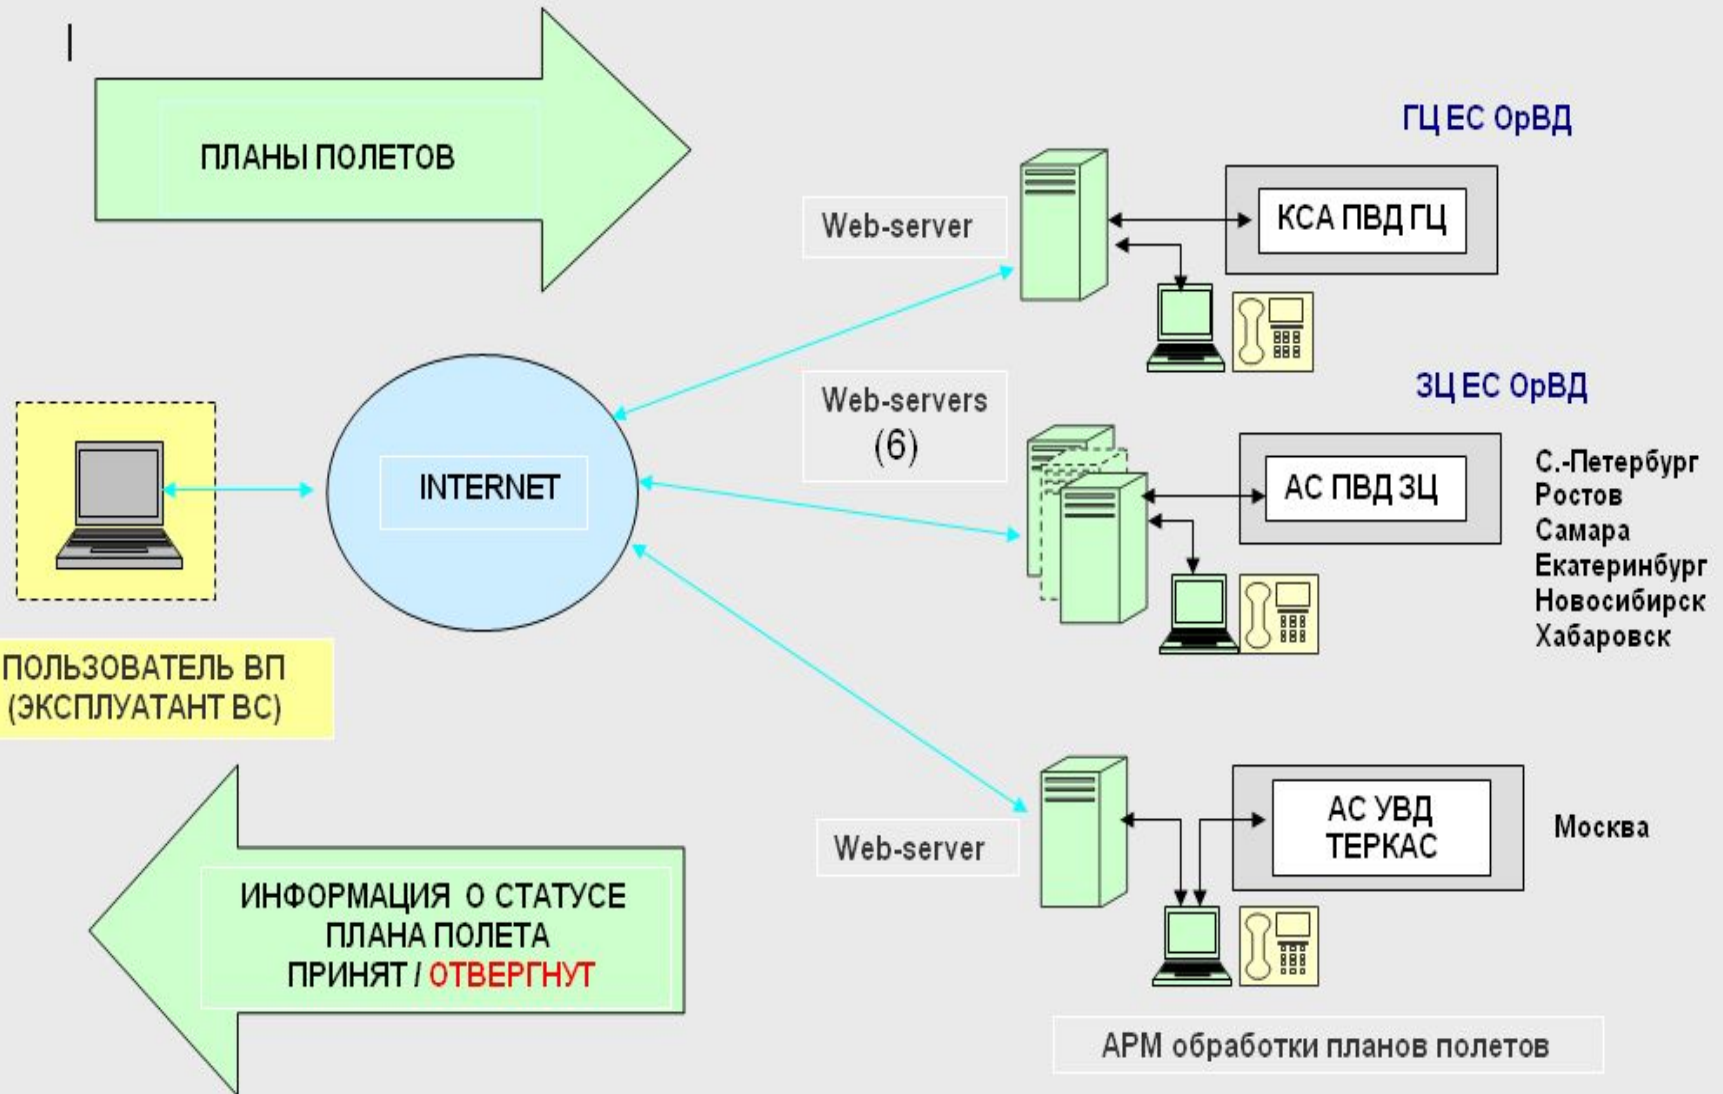 ПЛАНЫ ПОЛЕТОВ
ГЦ ЕС ОрВД
Web-server
КСА ПВД ГЦ
ЗЦ ЕС ОрВД
Web-servers
(6)
INTERNET
АС ПВД ЗЦ
С.-Петербург
Ростов
Самара
Екатеринбург
Новосибирск
Хабаровск
ПОЛЬЗОВАТЕЛЬ ВП
(ЭКСПЛУАТАНТ ВС)
Web-server
АС УВД
ТЕРКАС
Москва
ИНФОРМАЦИЯ О СТАТУСЕ
ПЛАНА ПОЛЕТА
ПРИНЯТ / ОТВЕРГНУТ
АРМ обработки планов полетов